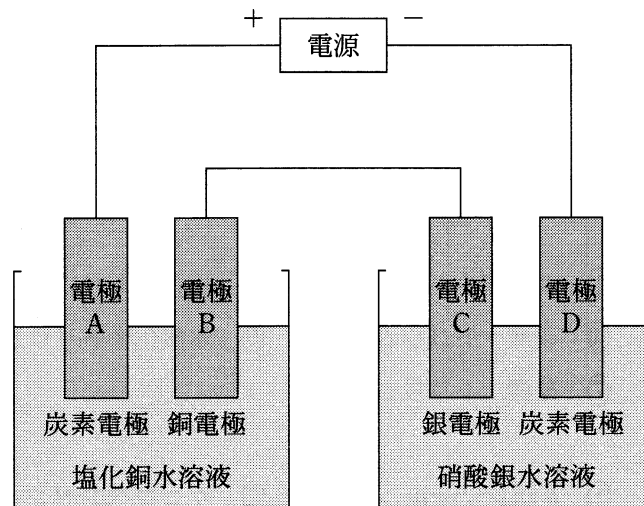 + 電源 −
電極 A
電極 B
電極 C
電極 D
炭素電極 銅電極
銀電極 炭素電極
塩化銅水溶液
硝酸銀水溶液